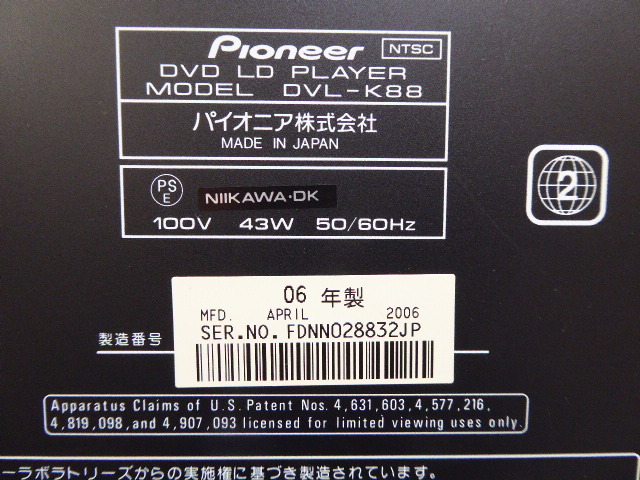 Pioneer NTSC
DVD LD PLAYER
MODEL DVL-K88
パイオニア株式会社
MADE IN JAPAN
PS E NIIKAWA·DK
100V 43W 50/60Hz
2
06 年製
MFD. APRIL 2006
SER.NO. FDNN028832JP
製造番号
Apparatus Claims of U.S. Patent Nos. 4,631,603, 4,577,216,
4,819,098, and 4,907,093 licensed for limited viewing uses only.
ーラボラトリーズからの実施権に基づき製造されています。